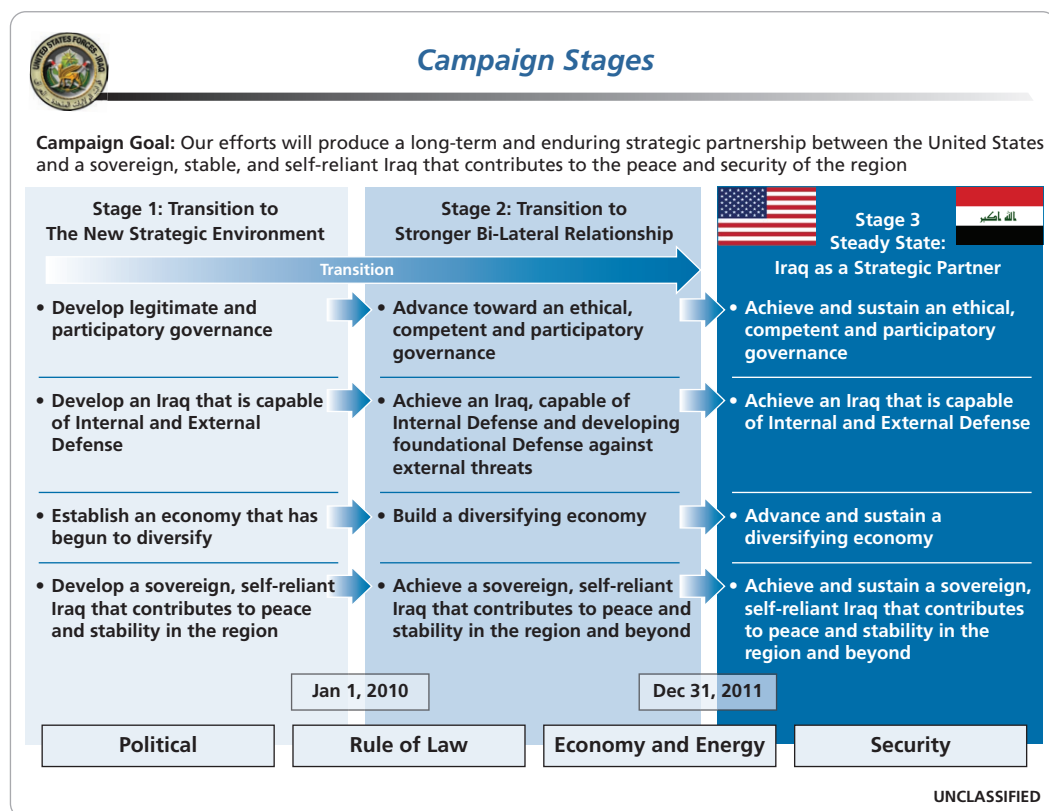 UNITED STATES FORCES - IRAQ
Campaign Stages
Campaign Goal: Our efforts will produce a long-term and enduring strategic partnership between the United States
and a sovereign, stable, and self-reliant Iraq that contributes to the peace and security of the region
Stage 1: Transition to
The New Strategic Environment
Stage 2: Transition to
Stronger Bi-Lateral Relationship
Stage 3
Steady State:
Iraq as a Strategic Partner
الله اكبر
Transition
• Develop legitimate and
participatory governance
• Advance toward an ethical,
competent and participatory
governance
• Achieve and sustain an ethical,
competent and participatory
governance
• Develop an Iraq that is capable
of Internal and External
Defense
• Achieve an Iraq, capable of
Internal Defense and developing
foundational Defense against
external threats
• Achieve an Iraq that is capable
of Internal and External Defense
• Establish an economy that has
begun to diversify
• Build a diversifying economy
• Advance and sustain a
diversifying economy
• Develop a sovereign, self-reliant
Iraq that contributes to peace
and stability in the region
• Achieve a sovereign, self-reliant
Iraq that contributes to peace and
stability in the region and beyond
• Achieve and sustain a sovereign,
self-reliant Iraq that contributes
to peace and stability in the
region and beyond
Jan 1, 2010
Dec 31, 2011
Political
Rule of Law
Economy and Energy
Security
UNCLASSIFIED